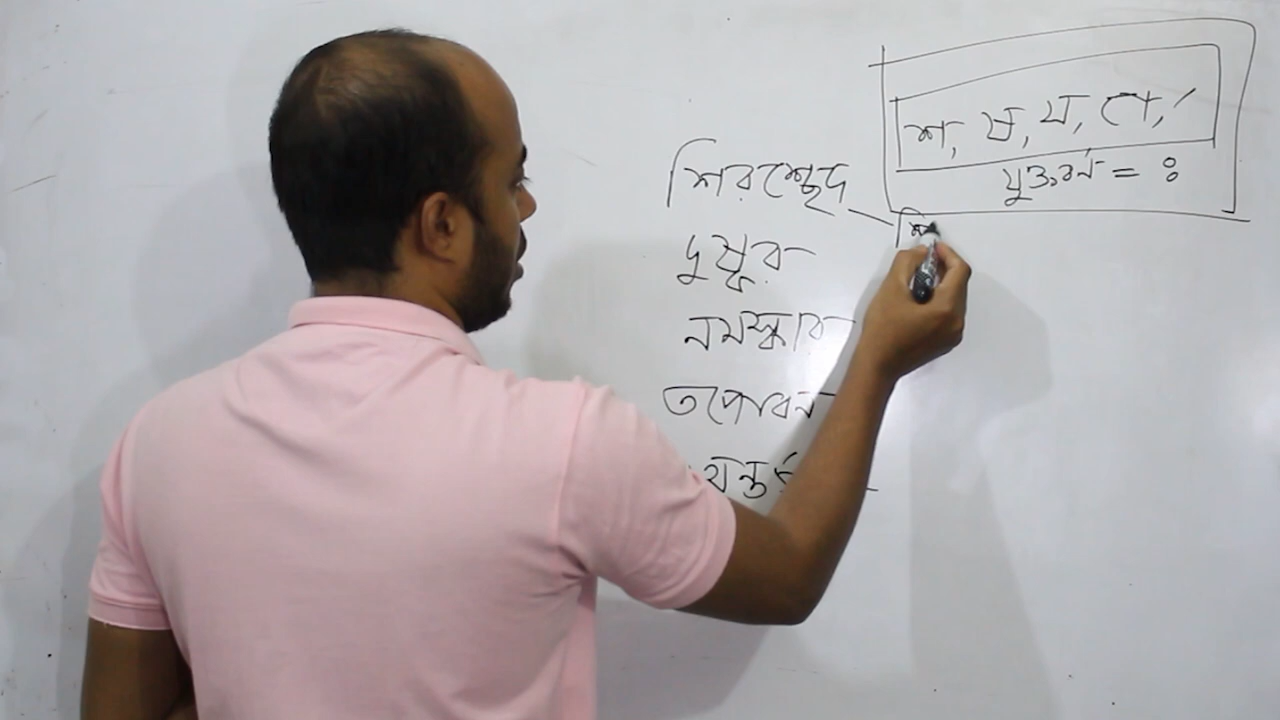 শ, ষ, স, ো, র্
যুক্তবর্ন = ঃ
শিরশ্ছেদ
শি
দুষ্কর
নমস্কার
তপোবন